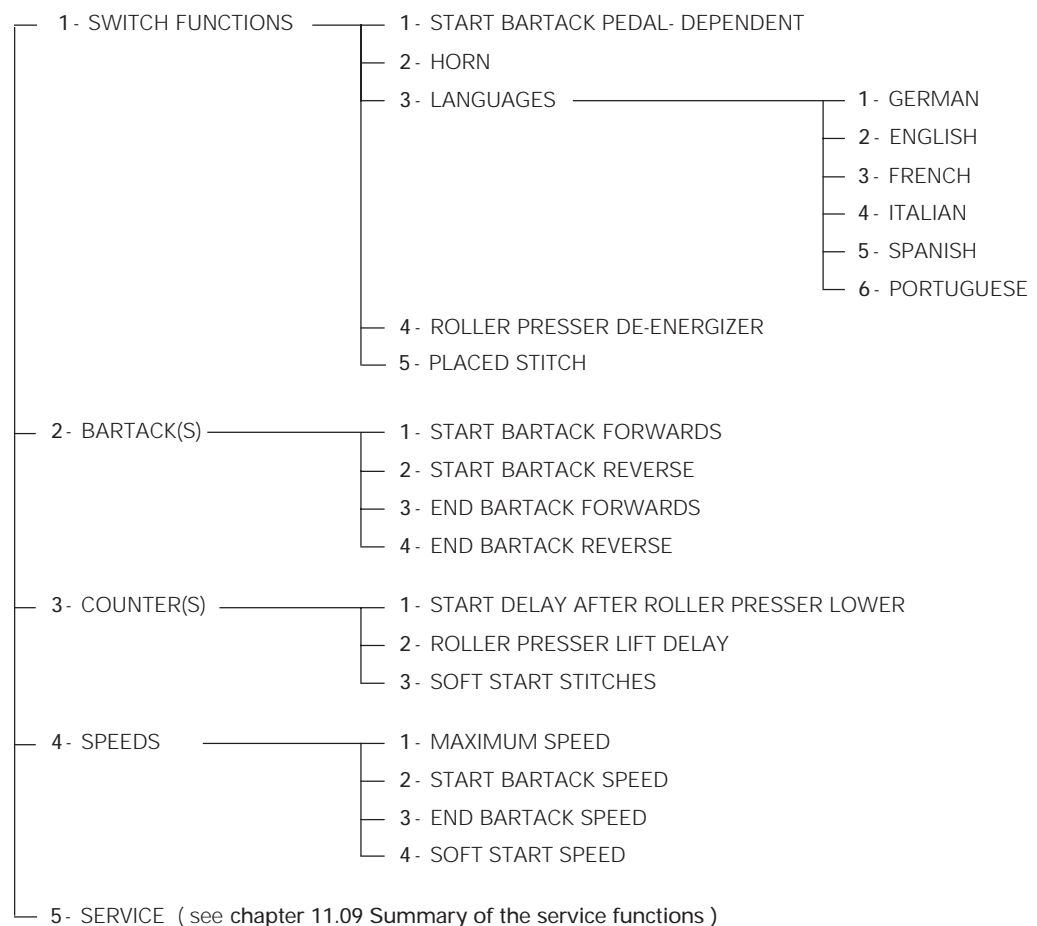 1 - SWITCH FUNCTIONS
1 - START BARTACK PEDAL- DEPENDENT
2 - HORN
3 - LANGUAGES
1 - GERMAN
2 - ENGLISH
3 - FRENCH
4 - ITALIAN
5 - SPANISH
6 - PORTUGUESE
4 - ROLLER PRESSER DE-ENERGIZER
5 - PLACED STITCH
2 - BARTACK(S)
1 - START BARTACK FORWARDS
2 - START BARTACK REVERSE
3 - END BARTACK FORWARDS
4 - END BARTACK REVERSE
3 - COUNTER(S)
1 - START DELAY AFTER ROLLER PRESSER LOWER
2 - ROLLER PRESSER LIFT DELAY
3 - SOFT START STITCHES
4 - SPEEDS
1 - MAXIMUM SPEED
2 - START BARTACK SPEED
3 - END BARTACK SPEED
4 - SOFT START SPEED
5 - SERVICE ( see chapter 11.09 Summary of the service functions )